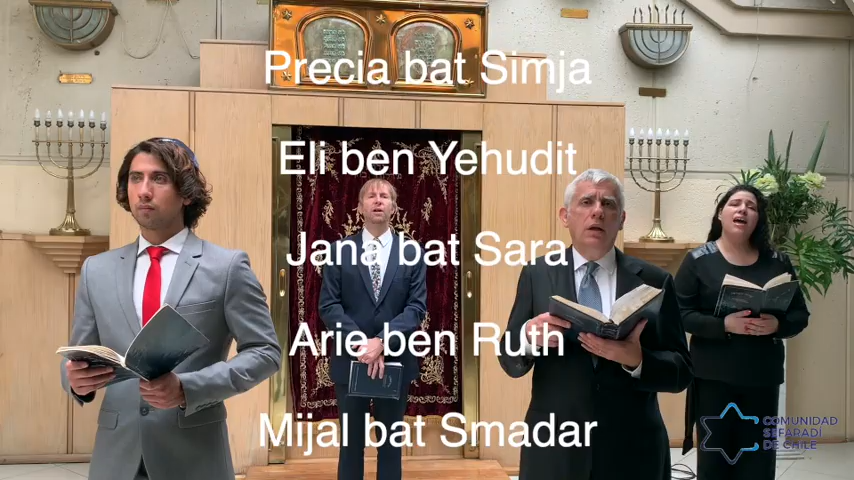 Precia bat Simja
Eli ben Yehudit
Jana bat Sara
Arie ben Ruth
Mijal bat Smadar
COMUNIDAD
SEFARADÍ
DE CHILE